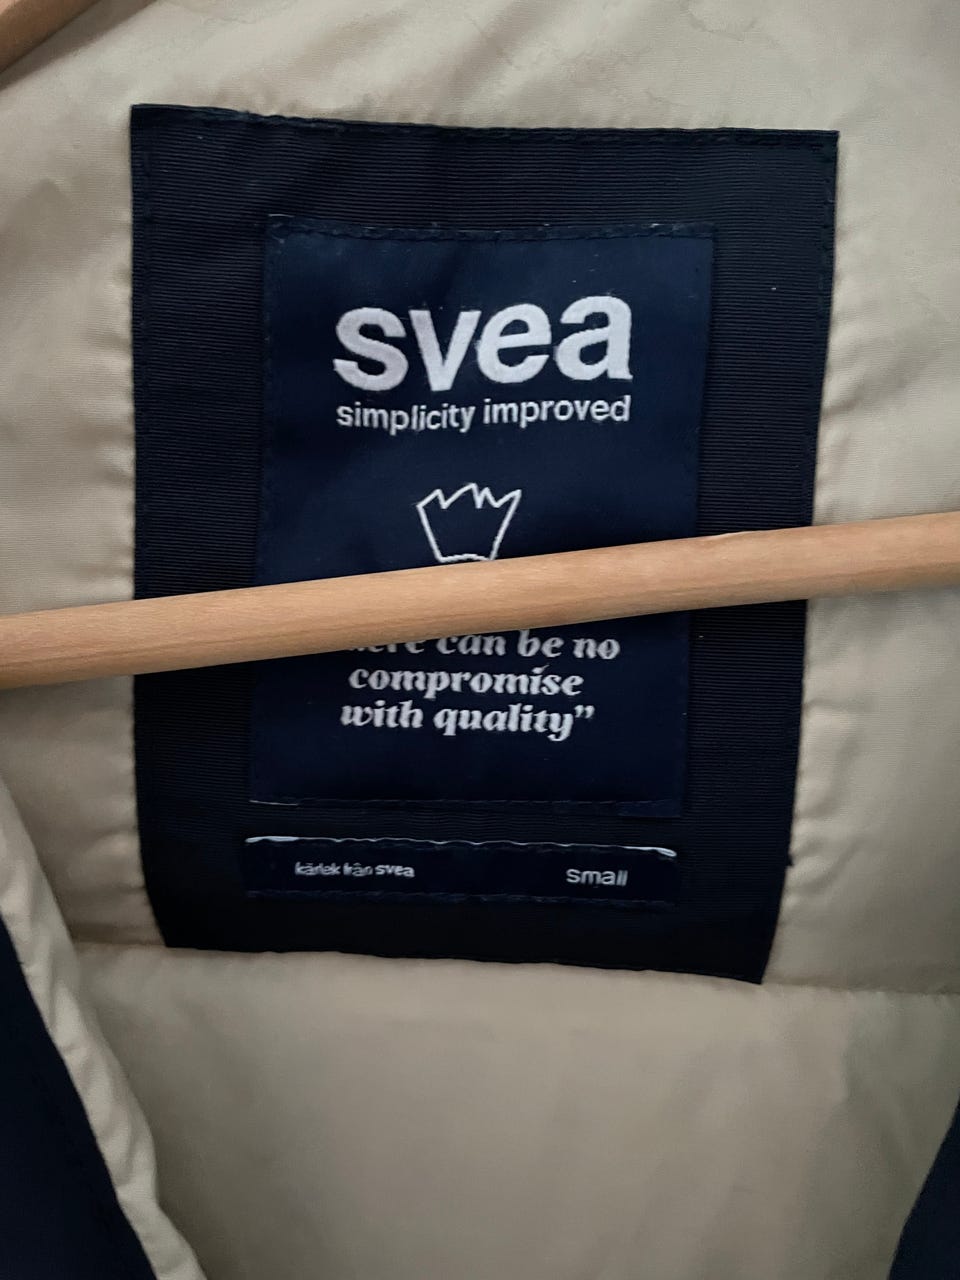 svea
simplicity improved
can be no
compromise
with quality”
kärlek från svea
small